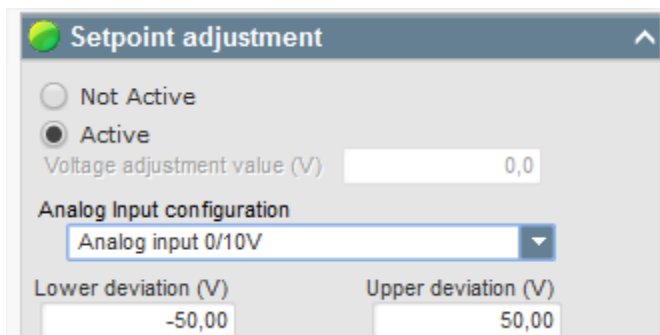 Setpoint adjustment
Not Active
Active
Voltage adjustment value (V) 0,0
Analog Input configuration
Analog input 0/10V
Lower deviation (V) Upper deviation (V)
-50,00 50,00